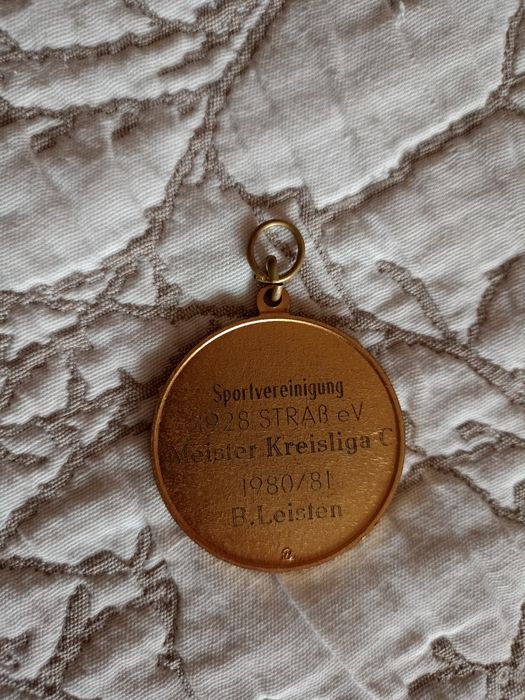 Sportvereinigung
1928 STRAß eV
Meister Kreisliga C
1980/81
B.Leisten